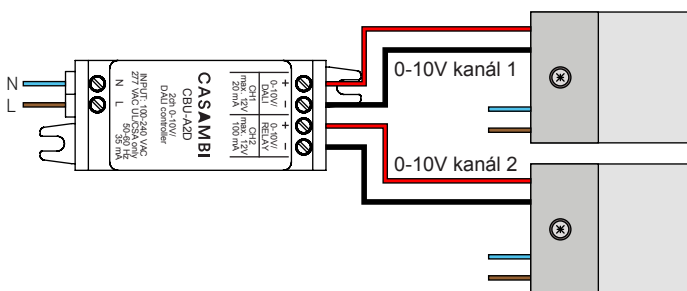 N
L
INPUT: 100-240 VAC
277 VAC UL/CSA only
50-60 Hz
35 mA
N
L
CASAMBI
CBU-A2D
2ch 0-10V/
DALI controller
0-10V/
DALI
CH1
max. 12V
20 mA
+
–
0-10V/
RELAY
CH2
max. 12V
100 mA
+
–
0-10V kanál 1
0-10V kanál 2